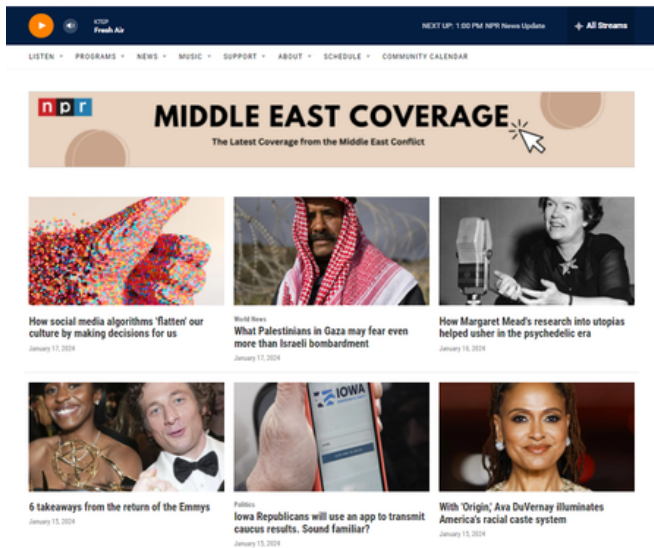 KTGP
Fresh Air
NEXT UP: 1:00 PM NPR News Update
All Streams
LISTEN PROGRAMS NEWS MUSIC SUPPORT ABOUT SCHEDULE COMMUNITY CALENDAR
npr
MIDDLE EAST COVERAGE
The Latest Coverage from the Middle East Conflict
How social media algorithms 'flatten' our
culture by making decisions for us
January 17, 2024
World News
What Palestinians in Gaza may fear even
more than Israeli bombardment
January 17, 2024
How Margaret Mead's research into utopias
helped usher in the psychedelic era
January 16, 2024
6 takeaways from the return of the Emmys
January 15, 2024
IOWA
Politics
Iowa Republicans will use an app to transmit
caucus results. Sound familiar?
January 15, 2024
With 'Origin,' Ava DuVernay illuminates
America's racial caste system
January 15, 2024